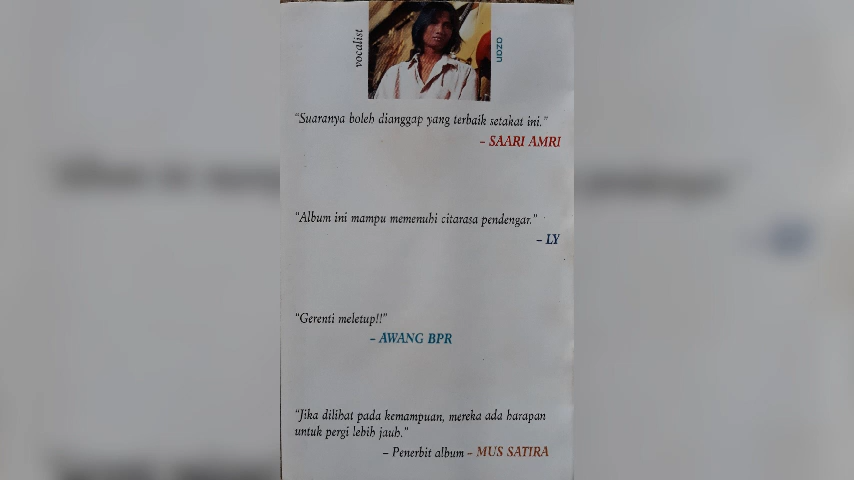 vocalist
azan
"Suaranya boleh dianggap yang terbaik setakat ini."
– SAARI AMRI
"Album ini mampu memenuhi citarasa pendengar."
– LY
"Gerenti meletup!!"
– AWANG BPR
"Jika dilihat pada kemampuan, mereka ada harapan
untuk pergi lebih jauh."
– Penerbit album – MUS SATIRA